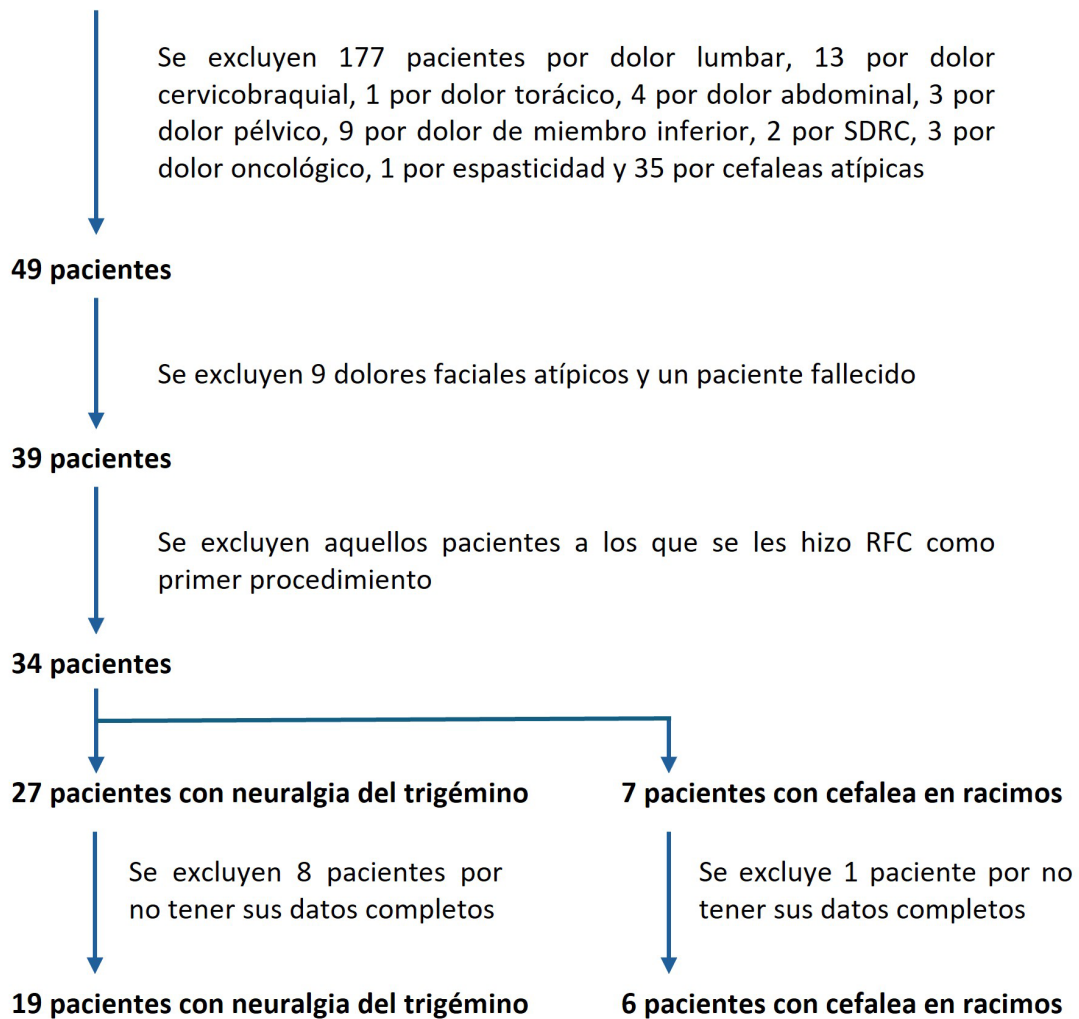 Se excluyen 177 pacientes por dolor lumbar, 13 por dolor
cervicobraquial, 1 por dolor torácico, 4 por dolor abdominal, 3 por
dolor pélvico, 9 por dolor de miembro inferior, 2 por SDRC, 3 por
dolor oncológico, 1 por espasticidad y 35 por cefaleas atípicas
49 pacientes
Se excluyen 9 dolores faciales atípicos y un paciente fallecido
39 pacientes
Se excluyen aquellos pacientes a los que se les hizo RFC como
primer procedimiento
34 pacientes
27 pacientes con neuralgia del trigémino
7 pacientes con cefalea en racimos
Se excluyen 8 pacientes por
no tener sus datos completos
Se excluye 1 paciente por no
tener sus datos completos
19 pacientes con neuralgia del trigémino
6 pacientes con cefalea en racimos